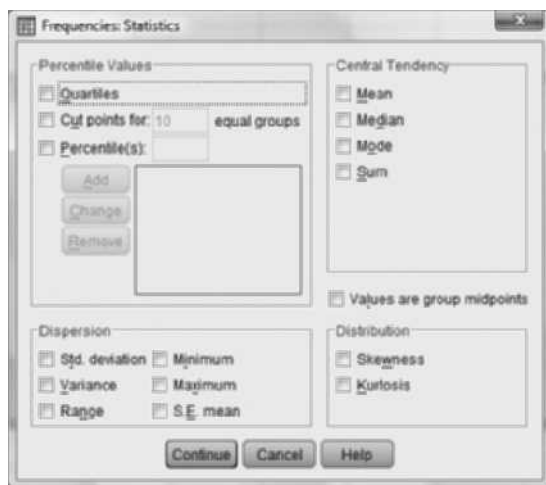 Frequencies: Statistics
Percentile Values
Quartiles
Cut points for: 10 equal groups
Percentile(s):
Add
Change
Remove
Central Tendency
Mean
Median
Mode
Sum
Values are group midpoints
Dispersion
Std. deviation
Minimum
Variance
Maximum
Range
S.E. mean
Distribution
Skewness
Kurtosis
Continue
Cancel
Help